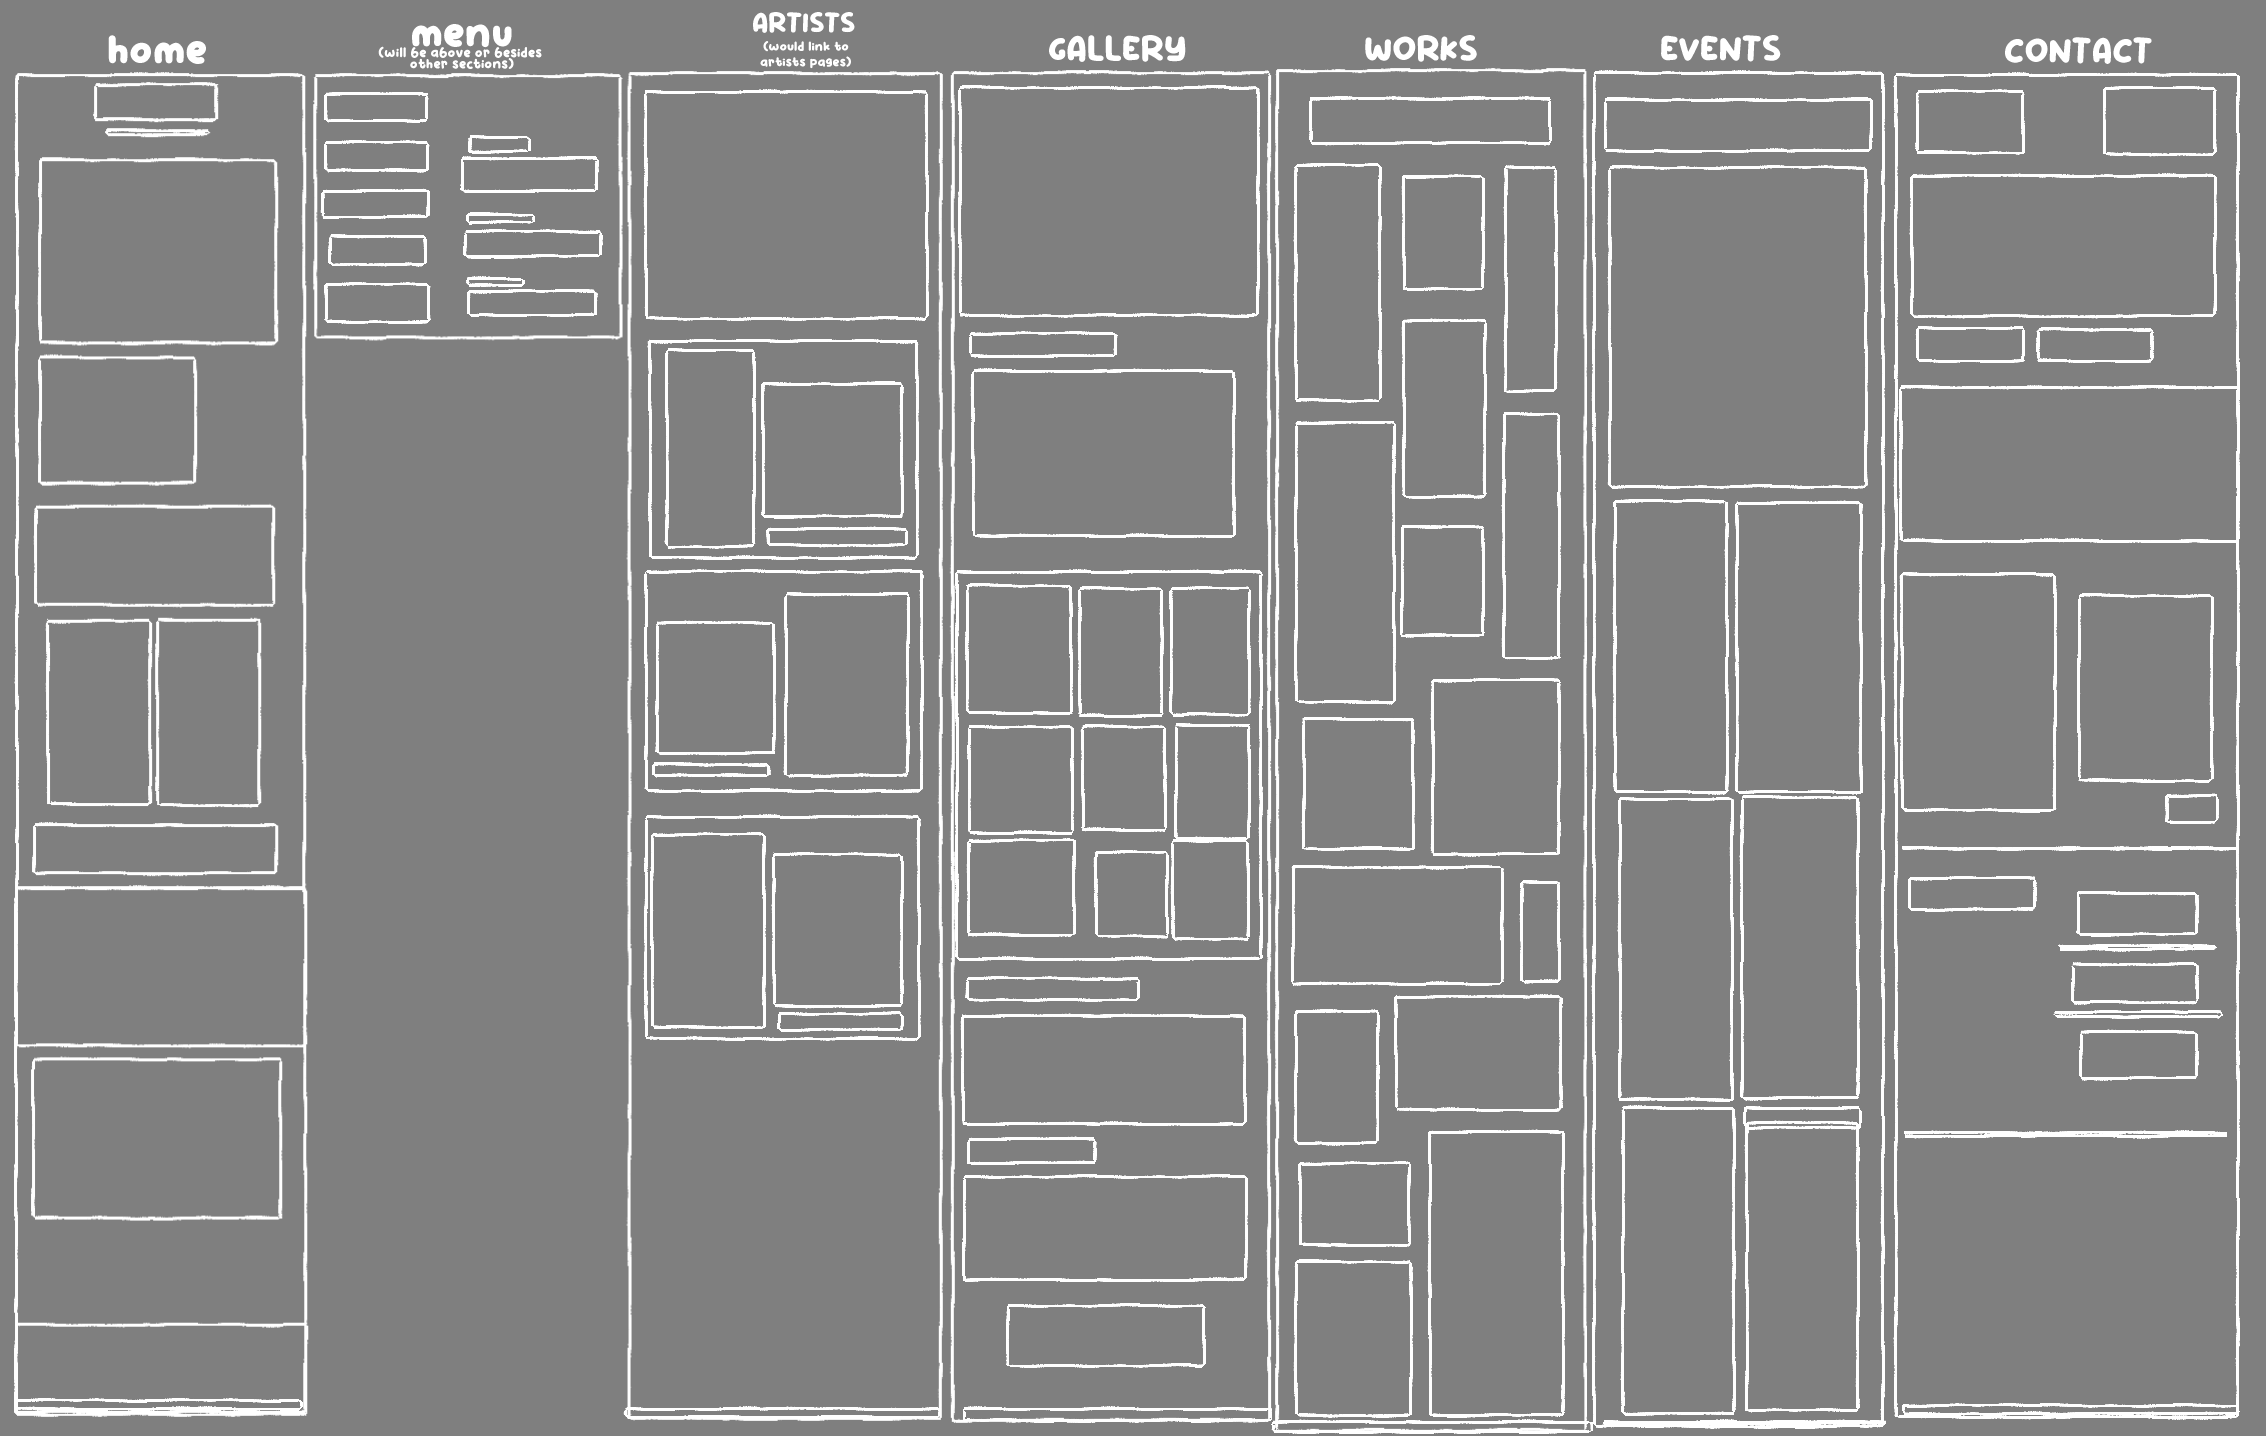 home
menu
(will be above or besides
other sections)
ARTISTS
(would link to
artists pages)
GALLERY
WORKS
EVENTS
CONTACT